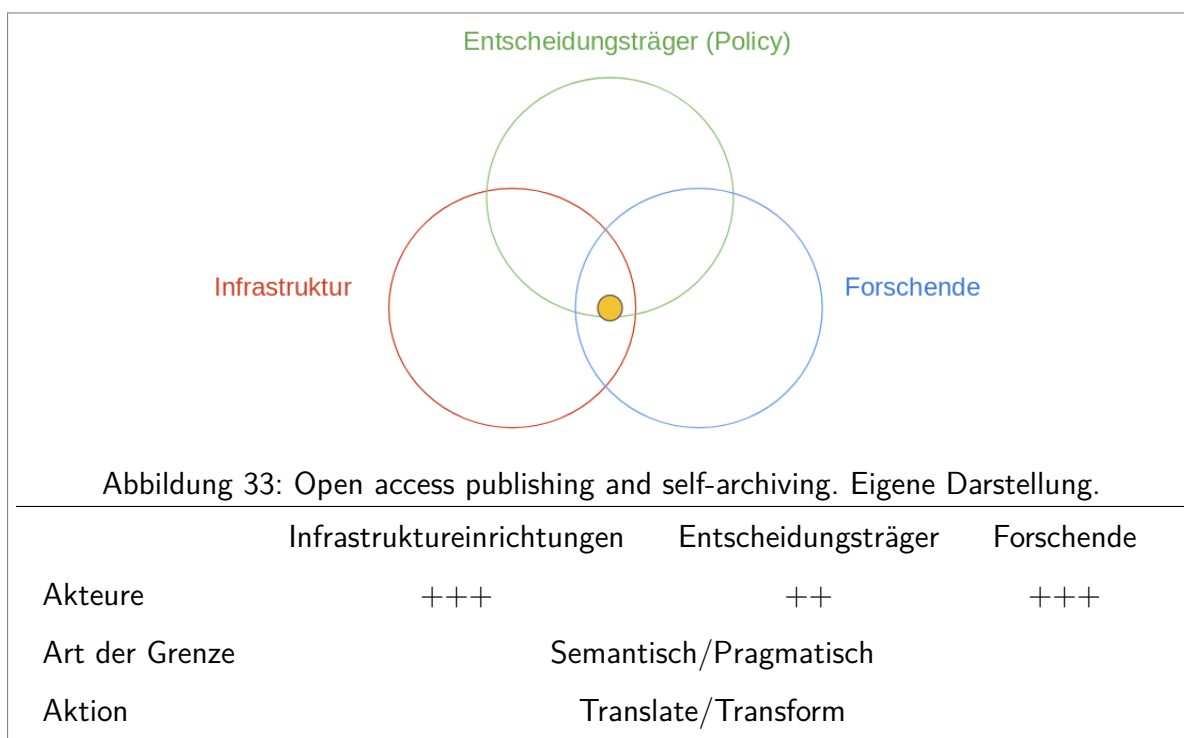 Entscheidungsträger (Policy)
Infrastruktur
Forschende
Abbildung 33: Open access publishing and self-archiving. Eigene Darstellung.
Infrastruktureinrichtungen Entscheidungsträger Forschende
Akteure +++ ++ +++
Art der Grenze Semantisch/Pragmatisch
Aktion Translate/Transform